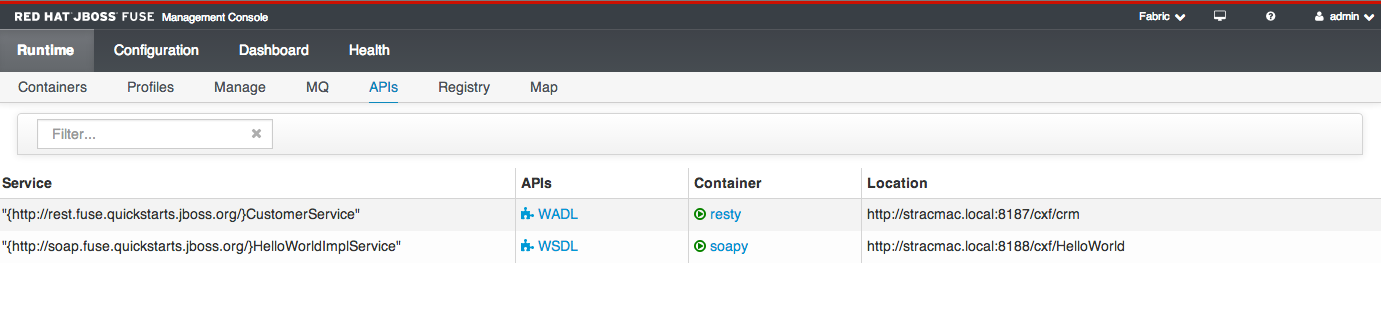 RED HAT JBOSS FUSE Management Console Fabric admin
Runtime Configuration Dashboard Health
Containers Profiles Manage MQ APIs Registry Map
Filter...
Service APIs Container Location
"{http://rest.fuse.quickstarts.jboss.org/}CustomerService" WADL resty http://stracmac.local:8187/cxf/crm
"{http://soap.fuse.quickstarts.jboss.org/}HelloWorldImplService" WSDL soapy http://stracmac.local:8188/cxf/HelloWorld